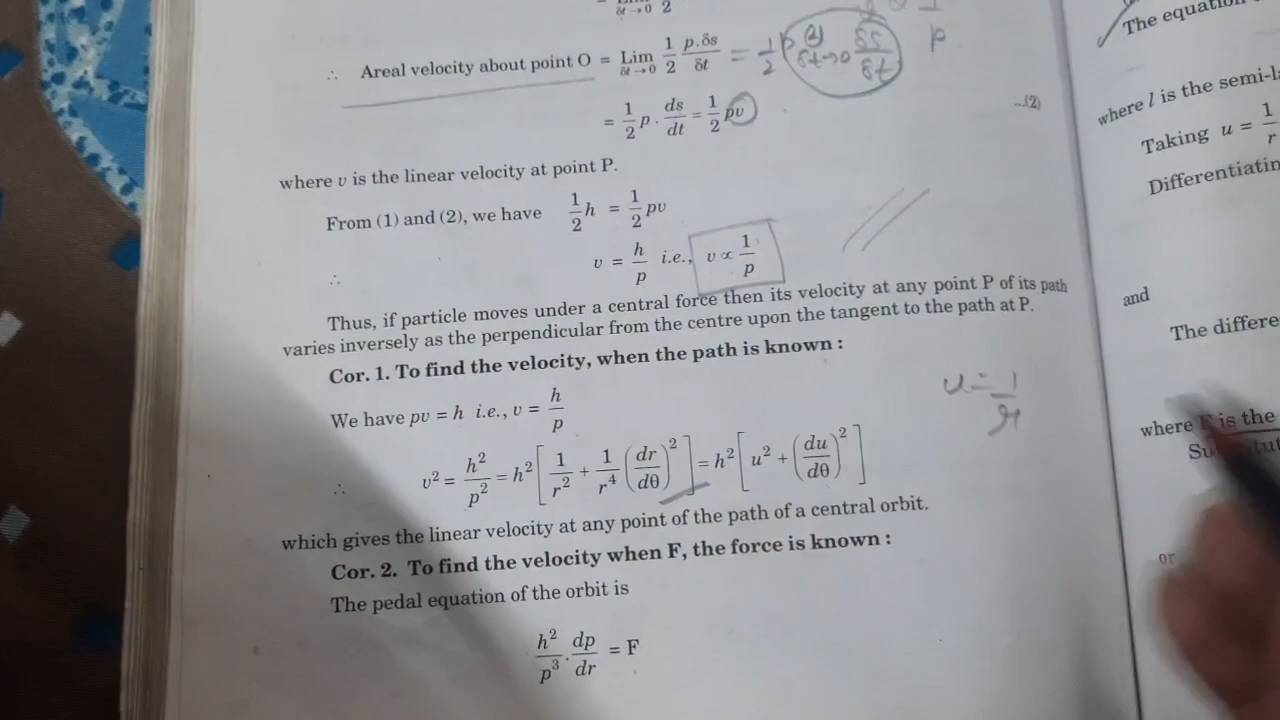 δt→0 2
∴ Areal velocity about point O = Lim δt→0 1/2 p.δs/δt = 1/2 p δt→0 δs/δt p
= 1/2 p . ds/dt = 1/2 pv ...(2)
where v is the linear velocity at point P.
From (1) and (2), we have 1/2 h = 1/2 pv
∴ v = h/p i.e., v ∝ 1/p
Thus, if particle moves under a central force then its velocity at any point P of its path
varies inversely as the perpendicular from the centre upon the tangent to the path at P.
Cor. 1. To find the velocity, when the path is known :
We have pv = h i.e., v = h/p
u = 1/r
∴ v² = h²/p² = h² [ 1/r² + 1/r⁴ (dr/dθ)² ] = h² [ u² + (du/dθ)² ]
which gives the linear velocity at any point of the path of a central orbit.
Cor. 2. To find the velocity when F, the force is known :
The pedal equation of the orbit is
h²/p³ . dp/dr = F
The equation
where l is the semi-
Taking u = 1/r
and
The
where F is the
or